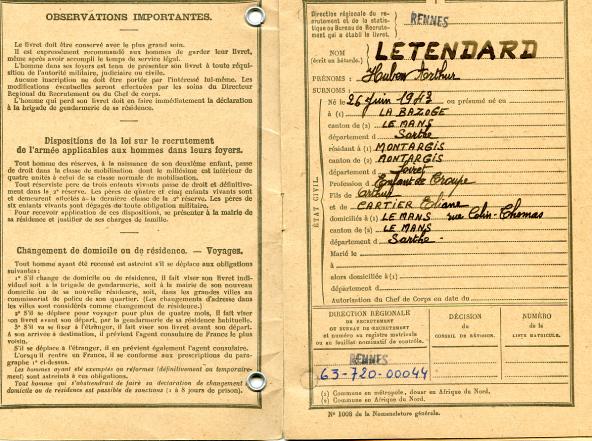 OBSERVATIONS IMPORTANTES.
Le livret doit être conservé avec le plus grand soin.
Il est expressément recommandé aux hommes de garder leur livret,
même après avoir accompli le temps de service légal.
L'homme dans ses foyers est tenu de présenter son livret à toute réqui-
sition de l'autorité militaire, judiciaire ou civile.
Aucune inscription ne doit être portée par l'intéressé lui-même. Les
modifications éventuelles seront effectuées par les soins du Directeur
Régional du Recrutement ou du Chef de corps.
L'homme qui perd son livret doit en faire immédiatement la déclaration
à la brigade de gendarmerie de sa résidence.
Dispositions de la loi sur le recrutement
de l'armée applicables aux hommes dans leurs foyers.
Tout homme des réserves, à la naissance de son deuxième enfant, passe
de droit dans la classe de mobilisation dont le millésime est inférieur de
quatre unités à celui de sa classe normale de mobilisation.
Tout réserviste père de trois enfants vivants passe de droit et définitive-
ment dans la 2e réserve. Les pères de quatre et cinq enfants vivants sont
et demeurent affectés à la dernière classe de la 2e réserve. Les pères de
six enfants vivants sont dégagés de toute obligation militaire.
Pour recevoir application de ces dispositions, se présenter à la mairie de
sa résidence et justifier de ses charges de famille.
Changement de domicile ou de résidence. — Voyages.
Tout homme ayant été recensé est astreint s'il se déplace aux obligations
suivantes :
1° S'il change de domicile ou de résidence, il fait viser son livret indi-
viduel soit à la brigade de gendarmerie, soit à la mairie de son nouveau
domicile ou de sa nouvelle résidence, soit, dans les grandes villes au
commissariat de police de son quartier. (Les changements d'adresse dans
les villes sont considérés comme changement de résidence.)
2° S'il se déplace pour voyager pour plus de quatre mois, il fait viser
son livret avant son départ, par la gendarmerie de sa résidence habituelle.
3° S'il va se fixer à l'étranger, il fait viser son livret avant son départ.
A son arrivée à destination, il prévient l'agent consulaire de France le plus
voisin.
S'il se déplace à l'étranger, il en prévient également l'agent consulaire.
Lorsqu'il rentre en France, il se conforme aux prescriptions du para-
graphe 1° ci-dessus.
Les hommes ayant été exemptés ou réformés (définitivement ou temporaire-
ment) sont astreints à ces obligations.
Tout homme qui s'abstiendrait de faire sa déclaration de changement
domicile ou de résidence est passible de sanctions (1 à 8 jours de prison).
Direction régionale du re-
crutement et de la statis-
tique ou Bureau de Recrute-
ment qui a établi le livret.
RENNES
NOM
(écrit en bâtarde).
LETENDARD
PRÉNOMS : Arthur
SURNOMS :
ÉTAT CIVIL
Né le 26 juin 1943 ou présumé né en
à (1) LA BAZOGE
canton de (2) LE MANS
département d Sarthe
résidant à (1) MONTARGIS
canton de (2) MONTARGIS
département d Loiret
Profession d Enfant de Troupe
Fils de Arthur
et de CARTIER Eliane
domiciliés à (1) LE MANS rue Colin-Thomas
canton de (2) LE MANS
département d Sarthe
Marié le
à
alors domiciliée à (1)
département d
Autorisation du Chef de Corps en date du
DIRECTION RÉGIONALE
DE RECRUTEMENT
OU BUREAU DE RECRUTEMENT
et numéro au registre matricule
ou au feuillet nominatif de contrôle.
DÉCISION
du
CONSEIL DE RÉVISION.
NUMÉRO
de la
LISTE MATRICULE.
RENNES
63-720-00044
(1) Commune en métropole, douar en Afrique du Nord.
(2) Commune en Afrique du Nord.
N° 1008 de la Nomenclature générale.